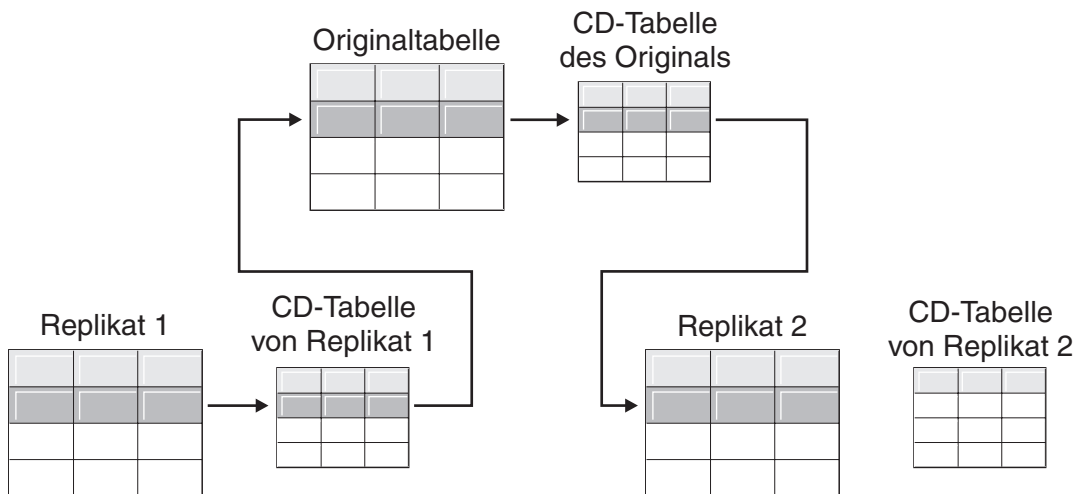 Originaltabelle
CD-Tabelle
des Originals
Replikat 1
CD-Tabelle
von Replikat 1
Replikat 2
CD-Tabelle
von Replikat 2